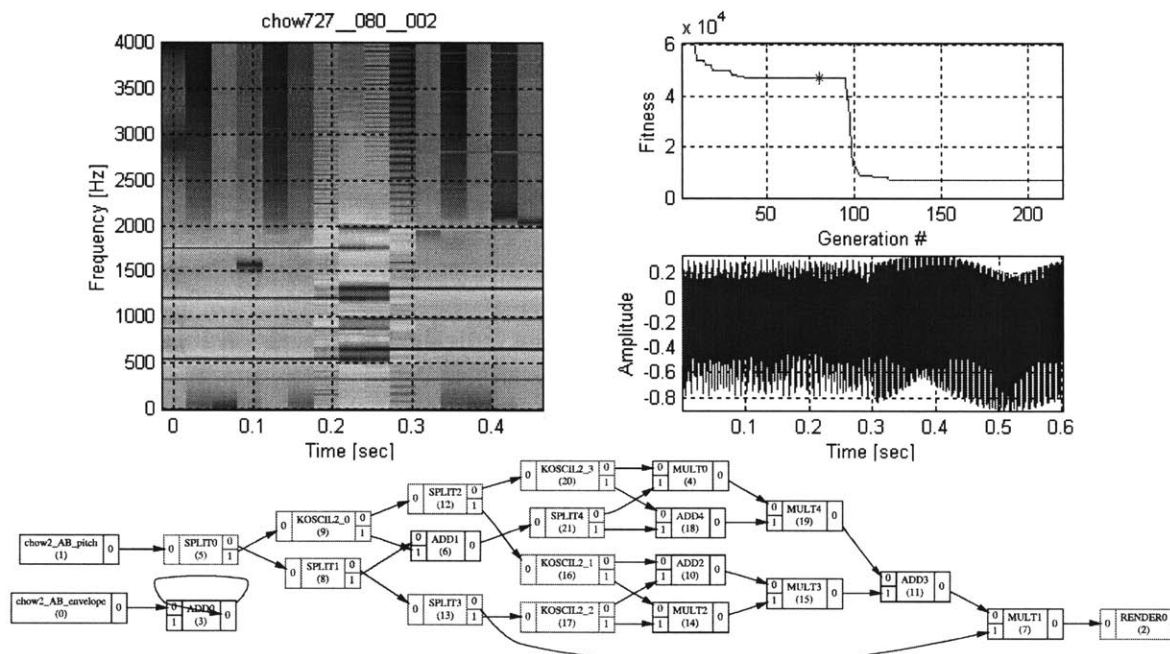 chow727__080__002
4000
3500
3000
2500
2000
1500
1000
500
0
Frequency [Hz]
0 0.1 0.2 0.3 0.4
Time [sec]
x 10^4
6
4
2
0
Fitness
50 100 150 200
Generation #
0.2
0
-0.2
-0.4
-0.6
-0.8
Amplitude
0.1 0.2 0.3 0.4 0.5 0.6
Time [sec]
chow2_AB_pitch
(1)
0
chow2_AB_envelope
(0)
0
0 SPLIT0 0
(5) 1
0 ADD0 0
1 (3)
0 KOSCIL2_0 0
(9) 1
0 SPLIT1 0
(8) 1
0 SPLIT2 0
(12) 1
0 ADD1 0
1 (6)
0 SPLIT3 0
(13) 1
0 KOSCIL2_3 0
(20) 1
0 SPLIT4 0
(21) 1
0 KOSCIL2_1 0
(16) 1
0 KOSCIL2_2 0
(17) 1
0 MULT0 0
1 (4)
0 ADD4 0
1 (18)
0 ADD2 0
1 (10)
0 MULT2 0
1 (14)
0 MULT4 0
1 (19)
0 MULT3 0
1 (15)
0 ADD3 0
1 (11)
0 MULT1 0
1 (7)
0 RENDER0
(2)